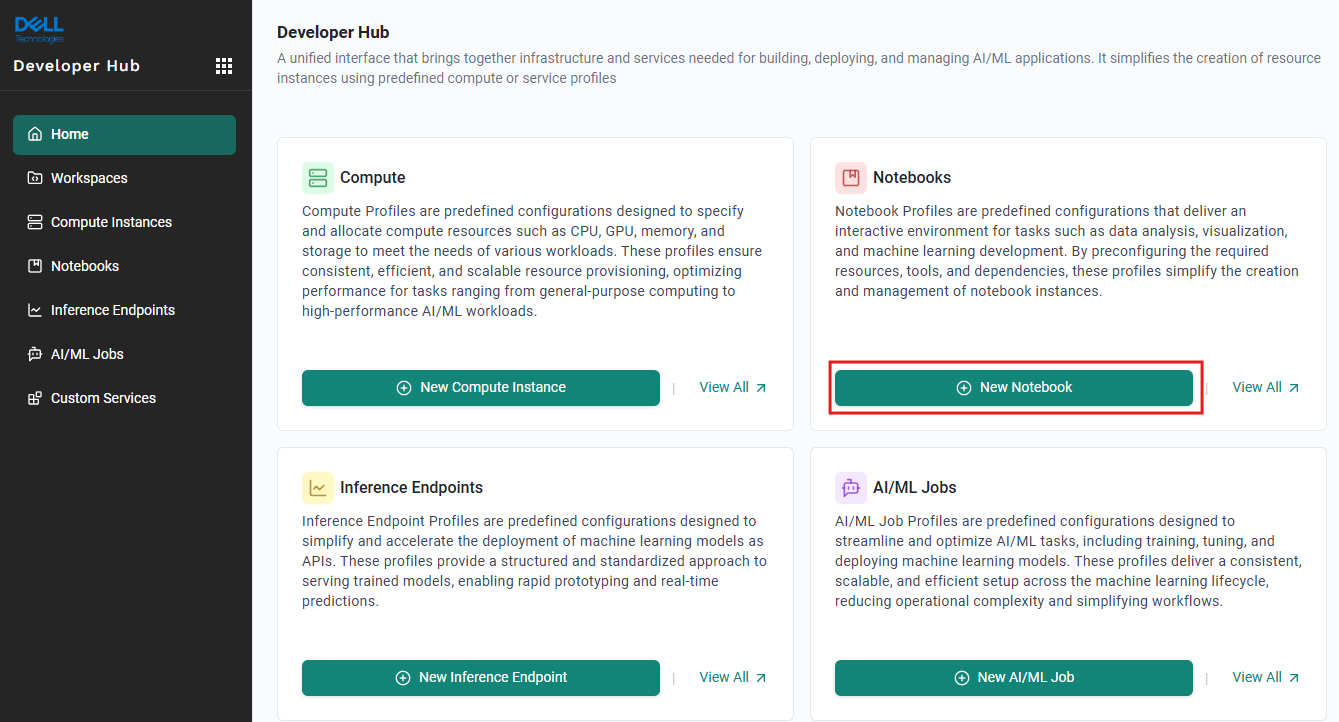 DELL
Technologies
Developer Hub
Home
Workspaces
Compute Instances
Notebooks
Inference Endpoints
AI/ML Jobs
Custom Services
Developer Hub
A unified interface that brings together infrastructure and services needed for building, deploying, and managing AI/ML applications. It simplifies the creation of resource
instances using predefined compute or service profiles
Compute
Compute Profiles are predefined configurations designed to specify
and allocate compute resources such as CPU, GPU, memory, and
storage to meet the needs of various workloads. These profiles ensure
consistent, efficient, and scalable resource provisioning, optimizing
performance for tasks ranging from general-purpose computing to
high-performance AI/ML workloads.
New Compute Instance | View All
Notebooks
Notebook Profiles are predefined configurations that deliver an
interactive environment for tasks such as data analysis, visualization,
and machine learning development. By preconfiguring the required
resources, tools, and dependencies, these profiles simplify the creation
and management of notebook instances.
New Notebook | View All
Inference Endpoints
Inference Endpoint Profiles are predefined configurations designed to
simplify and accelerate the deployment of machine learning models as
APIs. These profiles provide a structured and standardized approach to
serving trained models, enabling rapid prototyping and real-time
predictions.
New Inference Endpoint | View All
AI/ML Jobs
AI/ML Job Profiles are predefined configurations designed to
streamline and optimize AI/ML tasks, including training, tuning, and
deploying machine learning models. These profiles deliver a consistent,
scalable, and efficient setup across the machine learning lifecycle,
reducing operational complexity and simplifying workflows.
New AI/ML Job | View All